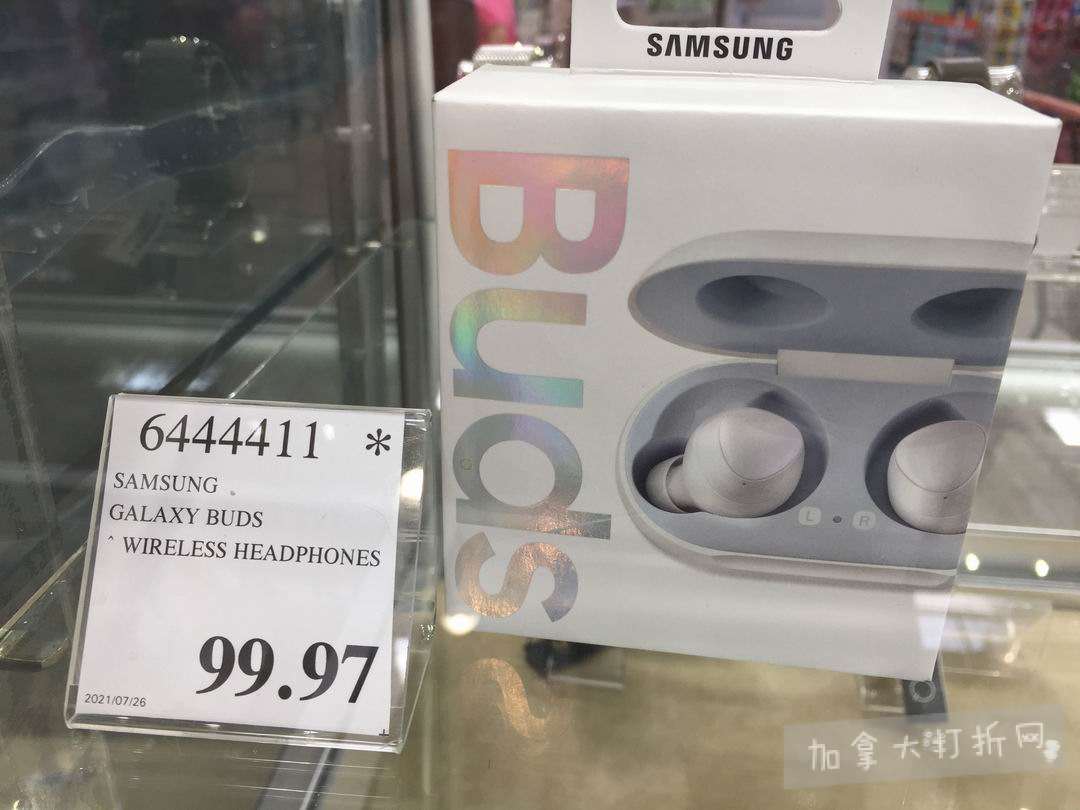 SAMSUNG
Buds
L R
6444411 *
SAMSUNG
GALAXY BUDS
^ WIRELESS HEADPHONES
99.97
2021/07/26
加拿大打折网